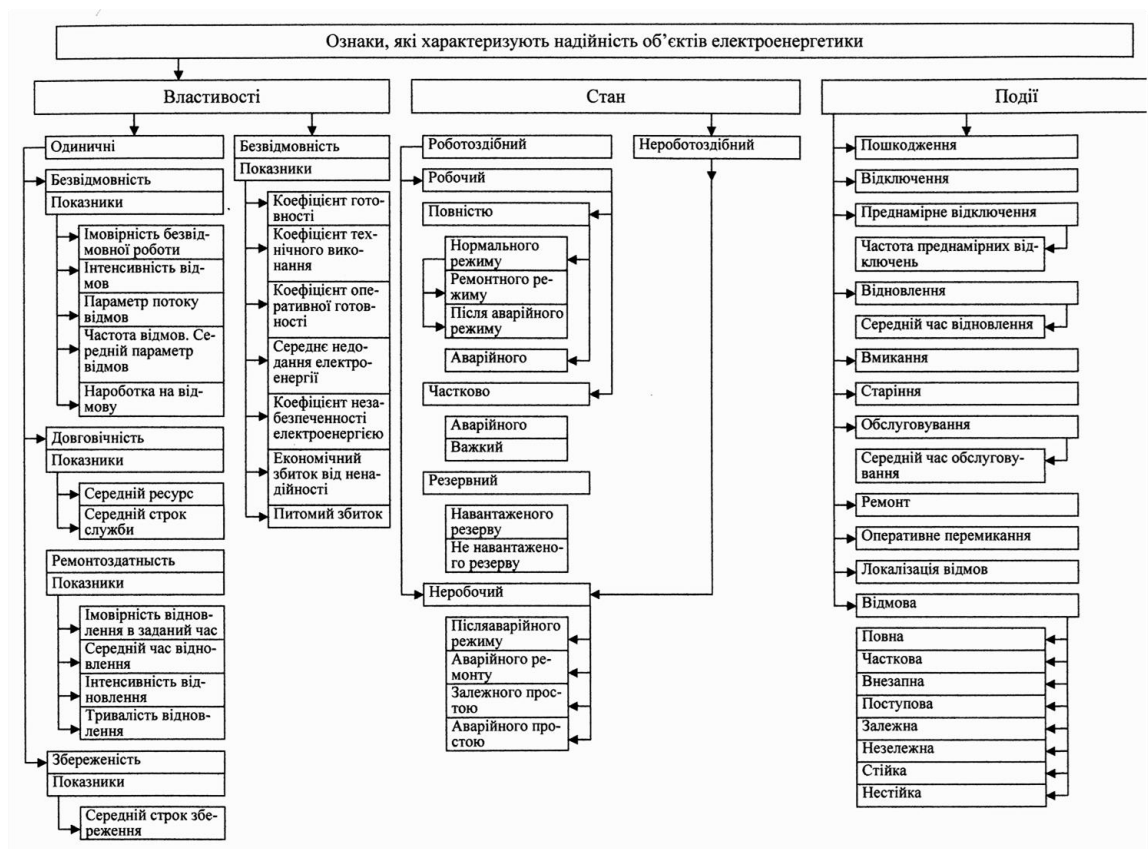 Ознаки, які характеризують надійність об’єктів електроенергетики
Властивості
Одиничні
Безвідмовність
Показники
Імовірність безвід-
мовної роботи
Інтенсивність від-
мов
Параметр потоку
відмов
Частота відмов. Се-
редній параметр
відмов
Наработка на від-
мову
Довговічність
Показники
Середній ресурс
Середній строк
служби
Ремонтоздатнысть
Показники
Імовірність віднов-
лення в заданий час
Середній час відно-
влення
Інтенсивність від-
новлення
Тривалість віднов-
лення
Збереженість
Показники
Середній строк збе-
реження
Безвідмовність
Показники
Коефіцієнт гото-
вності
Коефіцієнт тех-
нічного вико-
нання
Коефіцієнт опе-
ративної готов-
ності
Середнє недо-
дання електро-
енергії
Коефіцієнт неза-
безпеченності
електроенергією
Економічний
збиток від нена-
дійності
Питомий збиток
Стан
Роботоздібний
Нероботоздібний
Робочий
Повністю
Нормального
режиму
Ремонтного ре-
жиму
Після аварійного
режиму
Аварійного
Частково
Аварійного
Важкий
Резервний
Навантаженого
резерву
Не навантажено-
го резерву
Неробочий
Післяаварійного
режиму
Аварійного ре-
монту
Залежного прос-
тою
Аварійного про-
стою
Події
Пошкодження
Відключення
Преднамірне відключення
Частота преднамірних від-
ключень
Відновлення
Середній час відновлення
Вмикання
Старіння
Обслуговування
Середній час обслугову-
вання
Ремонт
Оперативне перемикання
Локалізація відмов
Відмова
Повна
Часткова
Внезапна
Поступова
Залежна
Незележна
Стійка
Нестійка